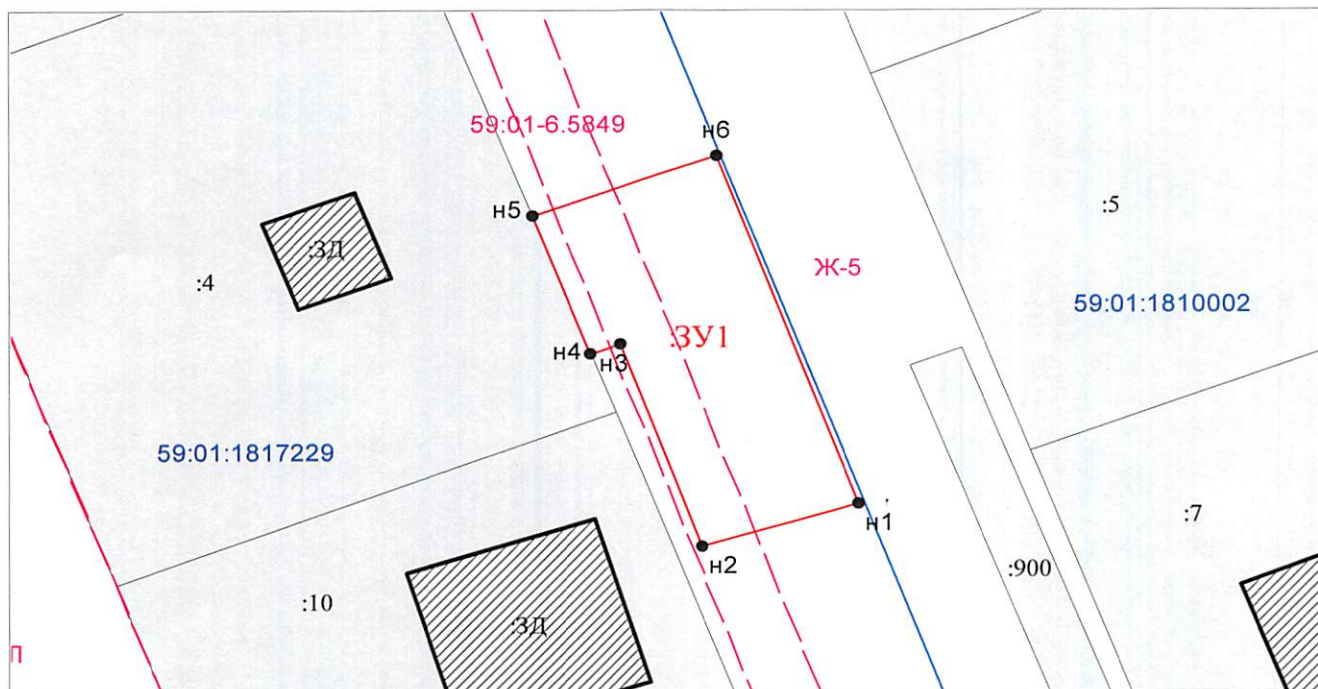 59:01-6.5849
н6
:5
н5
:ЗД
Ж-5
:4
59:01:1810002
:ЗУ1
н4
н3
59:01:1817229
н1
:7
н2
:900
:10
:ЗД
П